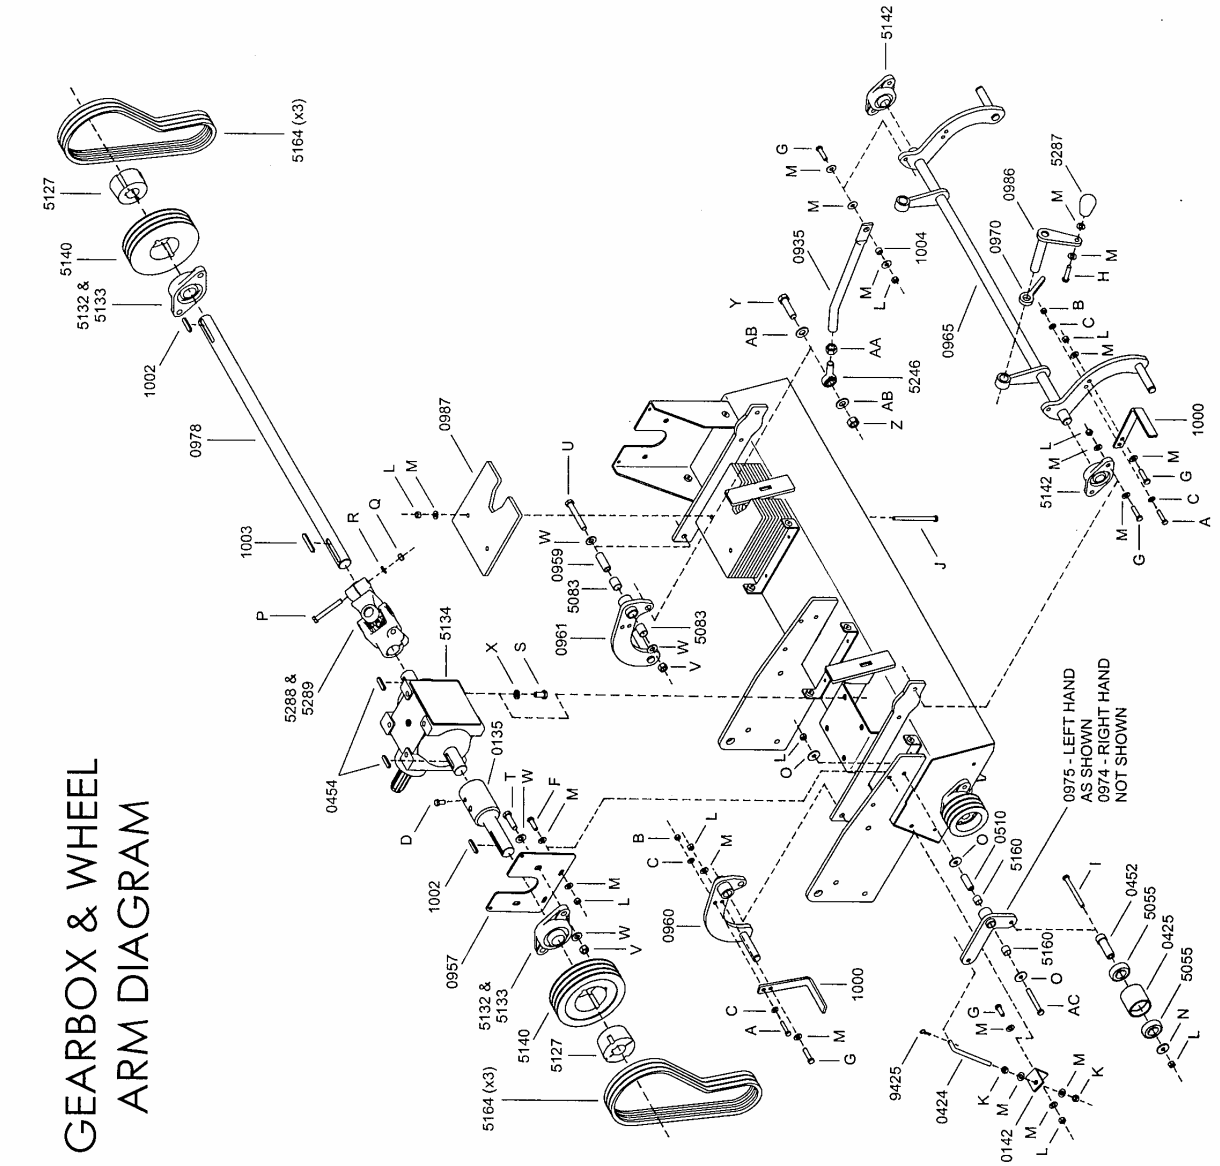 GEARBOX & WHEEL
ARM DIAGRAM
5164 (x3)
5127
5140
5132 &
5133
1002
0978
1003
P
R
Q
5288 &
5289
5134
0454
X
S
0135
D
T
W
F
M
1002
0957
M
L
W
V
5132 &
5133
5140
5127
5164 (x3)
L
M
0987
U
W
0959
5083
0961
5083
W
V
J
5142
G
M
M
0935
1004
M
L
Y
AB
AA
5246
AB
Z
0965
0970
0986
M
5287
M
H
B
C
L
M
1000
L
M
5142
M
G
C
A
M
G
L
O
B
L
C
M
0960
1000
C
A
M
G
0975 - LEFT HAND
AS SHOWN
0974 - RIGHT HAND
NOT SHOWN
O
0510
5160
5160
O
AC
I
0452
5055
0425
5055
N
L
G
M
9425
0424
K
M
0142
M
K
M
L